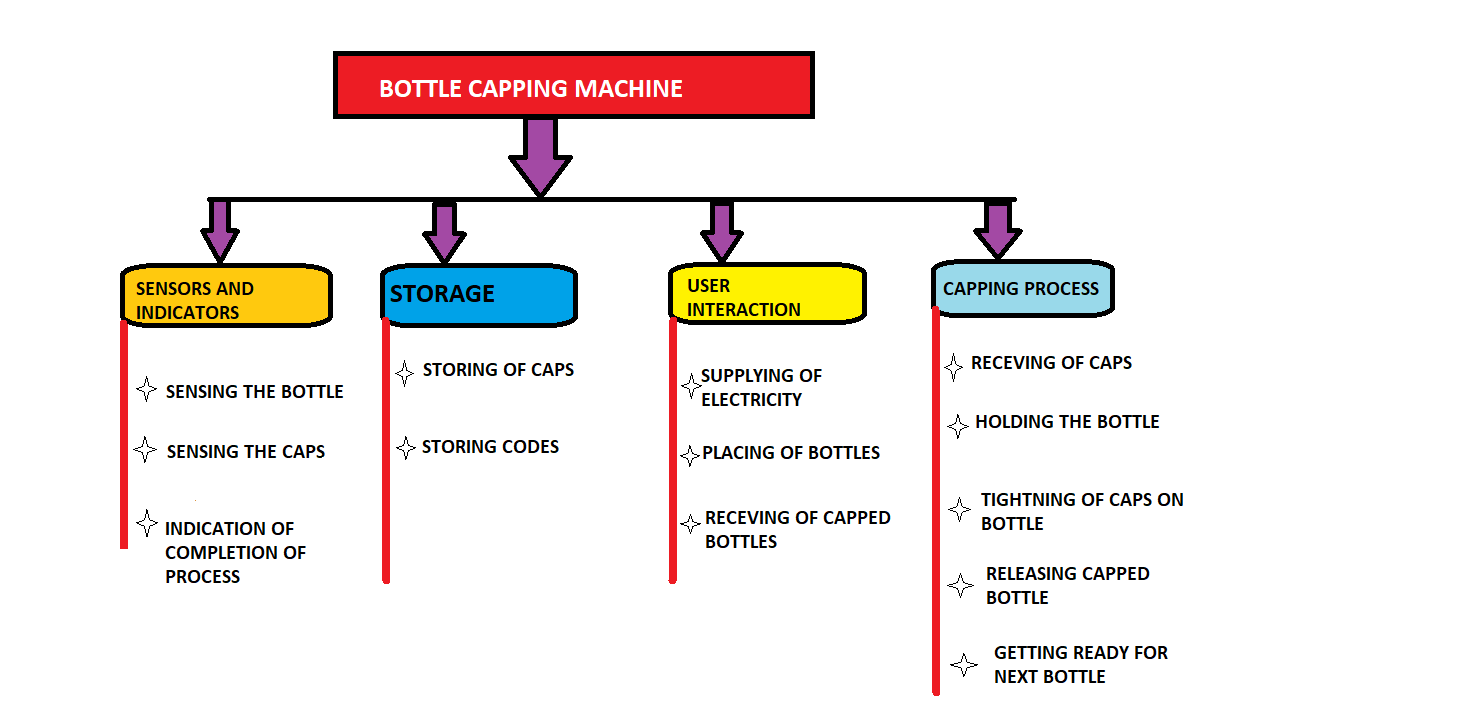 BOTTLE CAPPING MACHINE
SENSORS AND
INDICATORS
SENSING THE BOTTLE
SENSING THE CAPS
INDICATION OF
COMPLETION OF
PROCESS
STORAGE
STORING OF CAPS
STORING CODES
USER
INTERACTION
SUPPLYING OF
ELECTRICITY
PLACING OF BOTTLES
RECEVING OF CAPPED
BOTTLES
CAPPING PROCESS
RECEVING OF CAPS
HOLDING THE BOTTLE
TIGHTNING OF CAPS ON
BOTTLE
RELEASING CAPPED
BOTTLE
GETTING READY FOR
NEXT BOTTLE